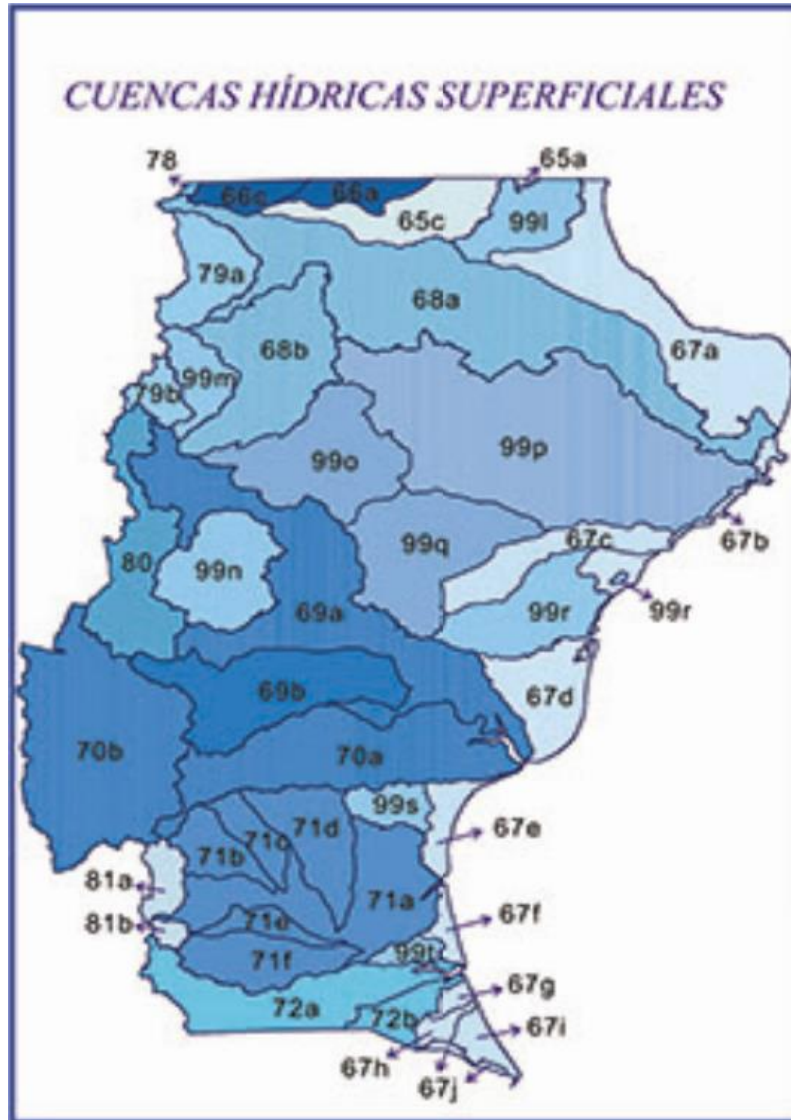 CUENCAS HÍDRICAS SUPERFICIALES
78
65a
66c
66a
65c
99l
79a
68a
68b
67a
99m
79b
99o
99p
67b
99q
67c
80
99n
99r
99r
69a
67d
69b
70b
70a
99s
67e
71d
71c
71b
81a
71a
67f
81b
71e
99t
71f
67g
72a
72b
67i
67h
67j